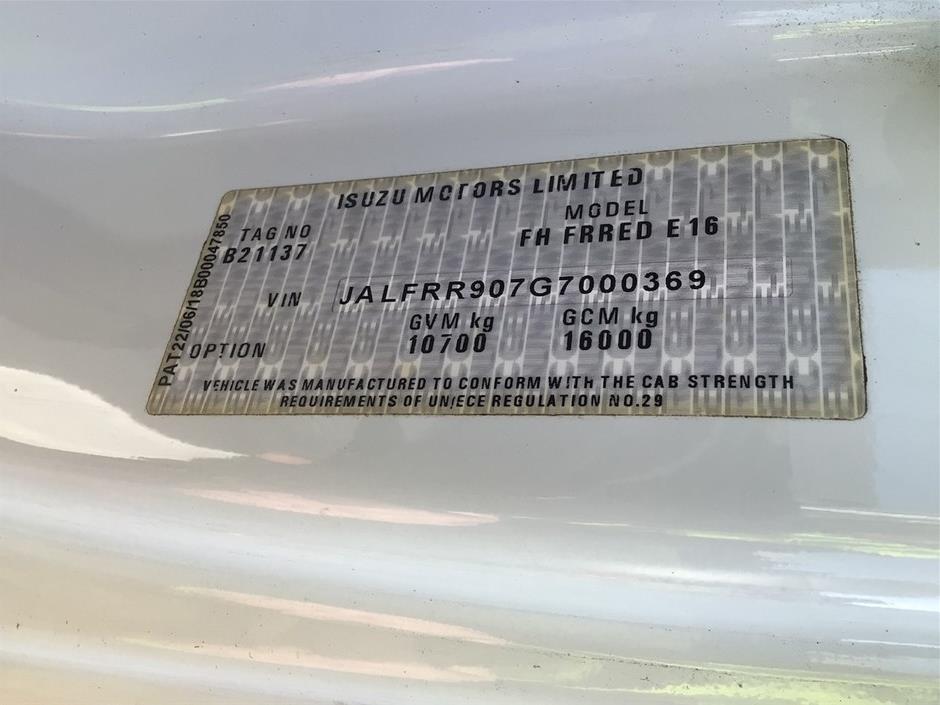 ISUZU MOTORS LIMITED
TAG NO
B21137
MODEL
FH FRRED E16
VIN JALFRR907G7000369
GVM kg
10700
GCM kg
16000
OPTION
VEHICLE WAS MANUFACTURED TO CONFORM WITH THE CAB STRENGTH
REQUIREMENTS OF UN/ECE REGULATION NO.29
PAT22/06/18B00047850